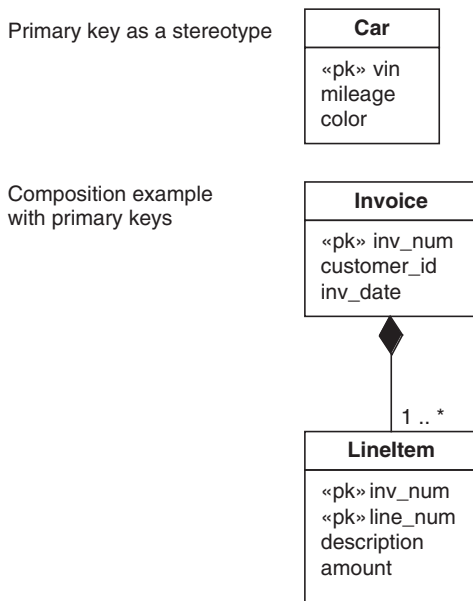 Primary key as a stereotype
Car
«pk» vin
mileage
color
Composition example
with primary keys
Invoice
«pk» inv_num
customer_id
inv_date
1 .. *
LineItem
«pk» inv_num
«pk» line_num
description
amount